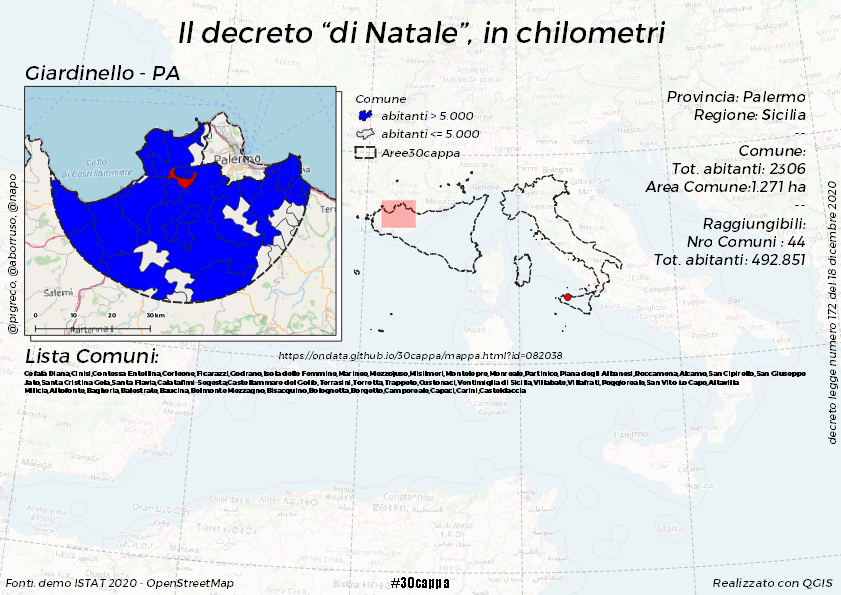 Il decreto “di Natale”, in chilometri
Giardinello - PA
Comune
abitanti > 5.000
abitanti <= 5.000
Aree30cappa
Provincia: Palermo
Regione: Sicilia
--
Comune:
Tot. abitanti: 2306
Area Comune:1.271 ha
--
Raggiungibili:
Nro Comuni : 44
Tot. abitanti: 492.851
Golfo
di Castellammare
Palermo
Salemi
Partanna
0 10 20 30 km
@pigreco, @aborruso, @napo
decreto legge numero 172 del 18 dicembre 2020
Lista Comuni:
https://ondata.github.io/30cappa/mappa.html?id=082038
Cefalà Diana,Cinisi,Contessa Entellina,Corleone,Ficarazzi,Godrano,Isola delle Femmine,Marineo,Mezzojuso,Misilmeri,Montelepre,Monreale,Partinico,Piana degli Albanesi,Roccamena,Alcamo,San Cipirello,San Giuseppe
Jato,Santa Cristina Gela,Santa Flavia,Calatafimi-Segesta,Castellammare del Golfo,Terrasini,Torretta,Trappeto,Custonaci,Ventimiglia di Sicilia,Villabate,Villafrati,Poggioreale,San Vito Lo Capo,Altavilla
Milicia,Altofonte,Bagheria,Balestrate,Baucina,Belmonte Mezzagno,Bisacquino,Bolognetta,Borgetto,Camporeale,Capaci,Carini,Casteldaccia
Constantine
Malta
Fonti: demo ISTAT 2020 - OpenStreetMap
#30cappa
Realizzato con QGIS